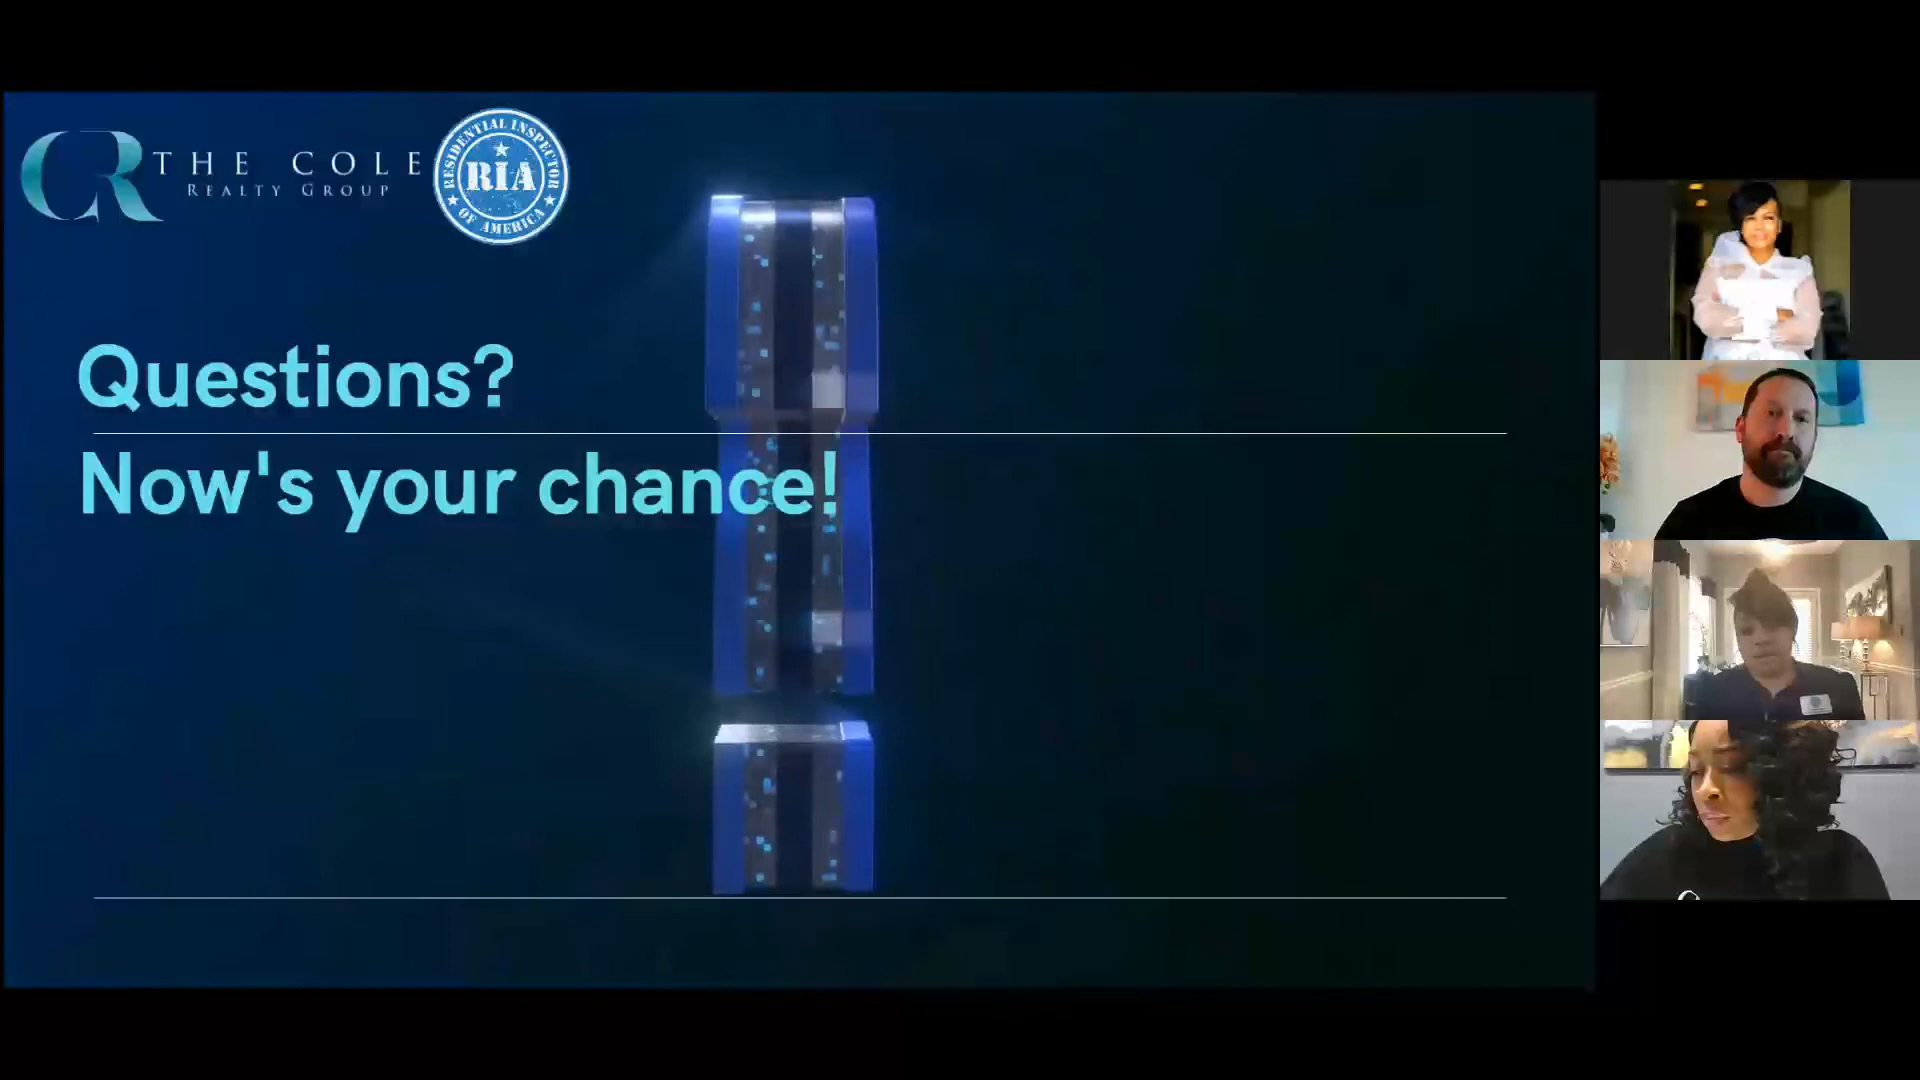 THE COLE
REALTY GROUP
RESIDENTIAL INSPECTOR
RIA
OF AMERICA
Questions?
Now's your chance!